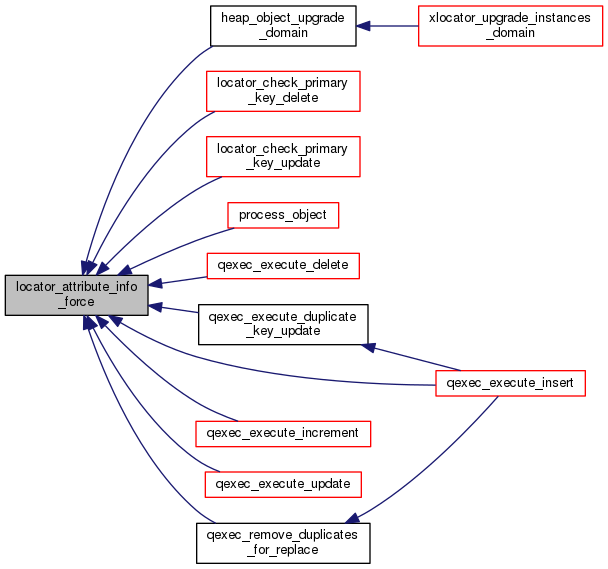 heap_object_upgrade
_domain
xlocator_upgrade_instances
_domain
locator_check_primary
_key_delete
locator_check_primary
_key_update
process_object
qexec_execute_delete
locator_attribute_info
_force
qexec_execute_duplicate
_key_update
qexec_execute_insert
qexec_execute_increment
qexec_execute_update
qexec_remove_duplicates
_for_replace